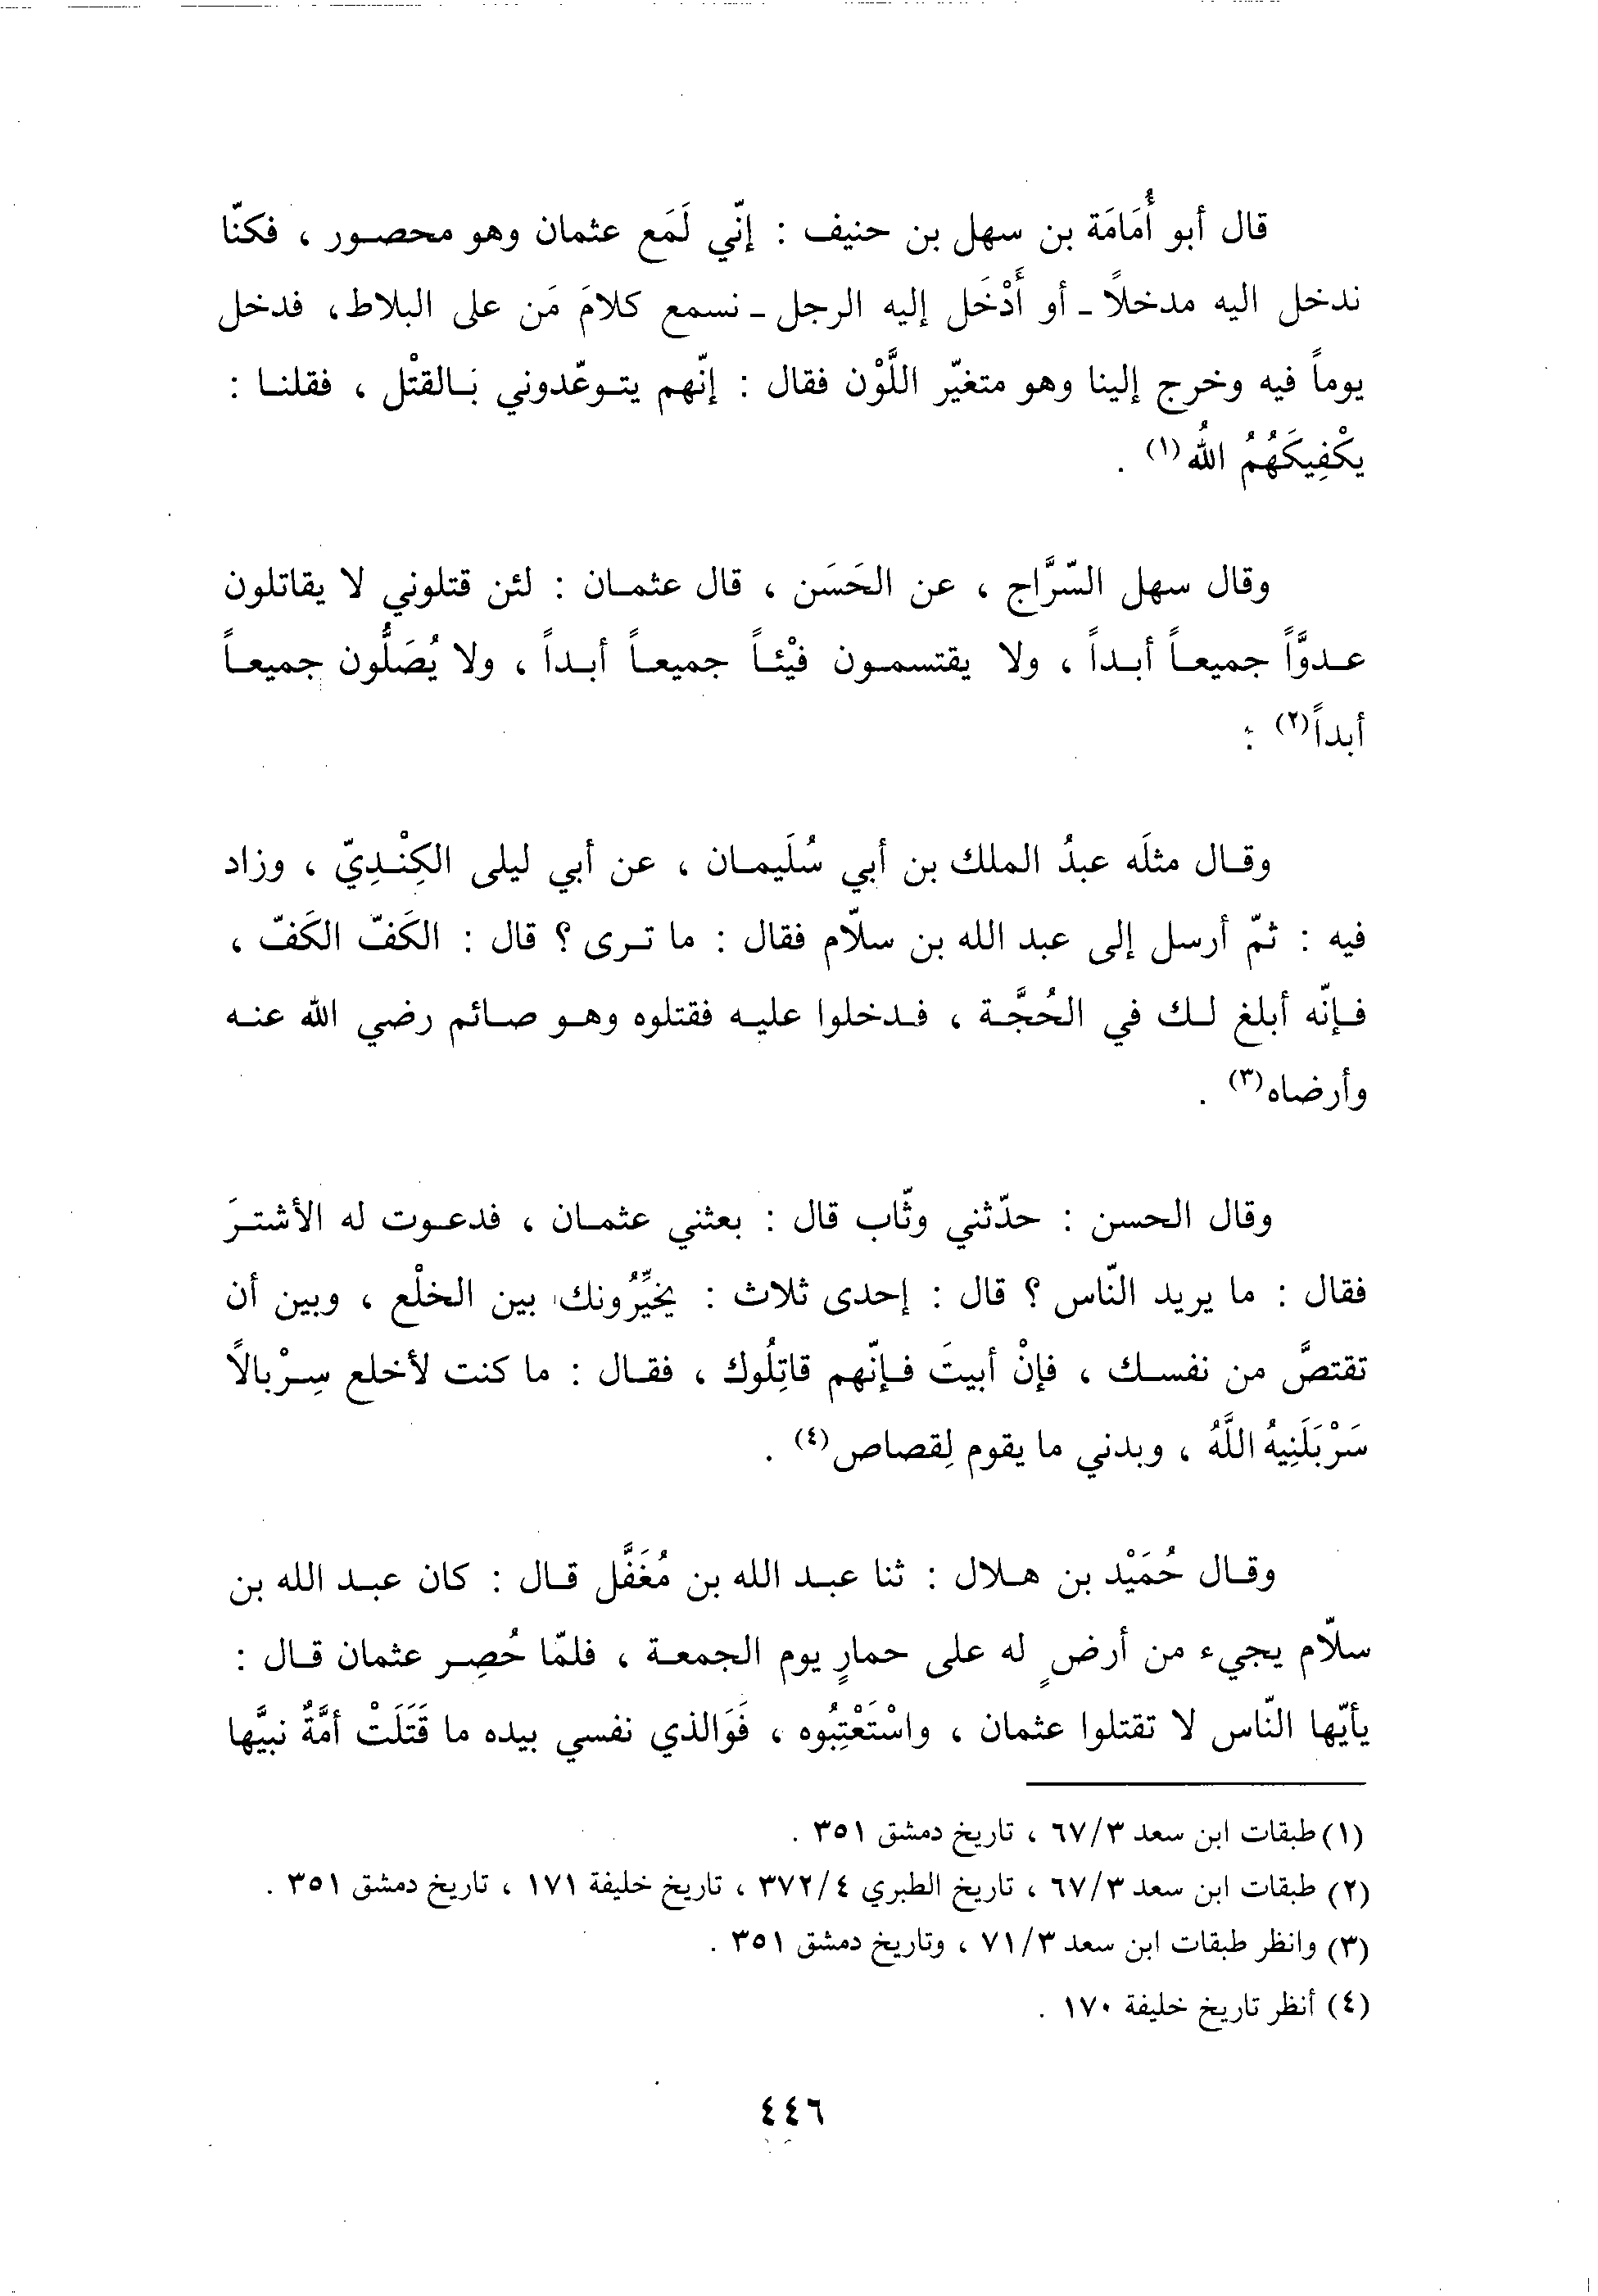 قال أبو أُمَامَة بن سهل بن حنيف : إنّي لَمَع عثمان وهو محصور ، فكنّا
ندخل اليه مدخلاً ـ أو أَدْخَل إليه الرجل ـ نسمع كلامَ مَن على البلاط، فدخل
يوماً فيه وخرج إلينا وهو متغيّر اللَّوْن فقال : إنّهم يتوعّدوني بالقتْل ، فقلنا :
يكْفِيكَهُمُ اللهُ(١) .
وقال سهل السّرَّاج ، عن الحَسَن ، قال عثمان : لئن قتلوني لا يقاتلون
عدوَّاً جميعاً أبداً ، ولا يقتسمون فيْئاً جميعاً أبداً ، ولا يُصَلُّون جميعاً
أبداً(٢) :
وقال مثلَه عبدُ الملك بن أبي سُلَيمان ، عن أبي ليلى الكِنْدِيّ ، وزاد
فيه : ثمّ أرسل إلى عبد الله بن سلّام فقال : ما ترى ؟ قال : الكَفّ الكَفّ ،
فإنّه أبلغ لك في الحُجَّة ، فدخلوا عليه فقتلوه وهو صائم رضي الله عنه
وأرضاه(٣) .
وقال الحسن : حدّثني وثّاب قال : بعثني عثمان ، فدعوت له الأشترَ
فقال : ما يريد النّاس ؟ قال : إحدى ثلاث : يخيِّرُونك بين الخلْع ، وبين أن
تقتصَّ من نفسك ، فإنْ أبيتَ فإنّهم قاتِلُوك ، فقال : ما كنت لأخلع سِرْبالاً
سَرْبَلَنِيهُ اللَّهُ ، وبدني ما يقوم لِقصاص(٤) .
وقال حُمَيْد بن هلال : ثنا عبد الله بن مُغَفَّل قال : كان عبد الله بن
سلّام يجيء من أرضٍ له على حمارٍ يوم الجمعة ، فلمّا حُصِر عثمان قال :
يأيّها النّاس لا تقتلوا عثمان ، واسْتَعْتِبُوه ، فَوَالذي نفسي بيده ما قَتَلَتْ أمَّةٌ نبيَّها
(١) طبقات ابن سعد ٣/ ٦٧ ، تاريخ دمشق ٣٥١ .
(٢) طبقات ابن سعد ٣/ ٦٧ ، تاريخ الطبري ٤/ ٣٧٢ ، تاريخ خليفة ١٧١ ، تاريخ دمشق ٣٥١ .
(٣) وانظر طبقات ابن سعد ٣/ ٧١ ، وتاريخ دمشق ٣٥١ .
(٤) أنظر تاريخ خليفة ١٧٠ .
٤٤٦